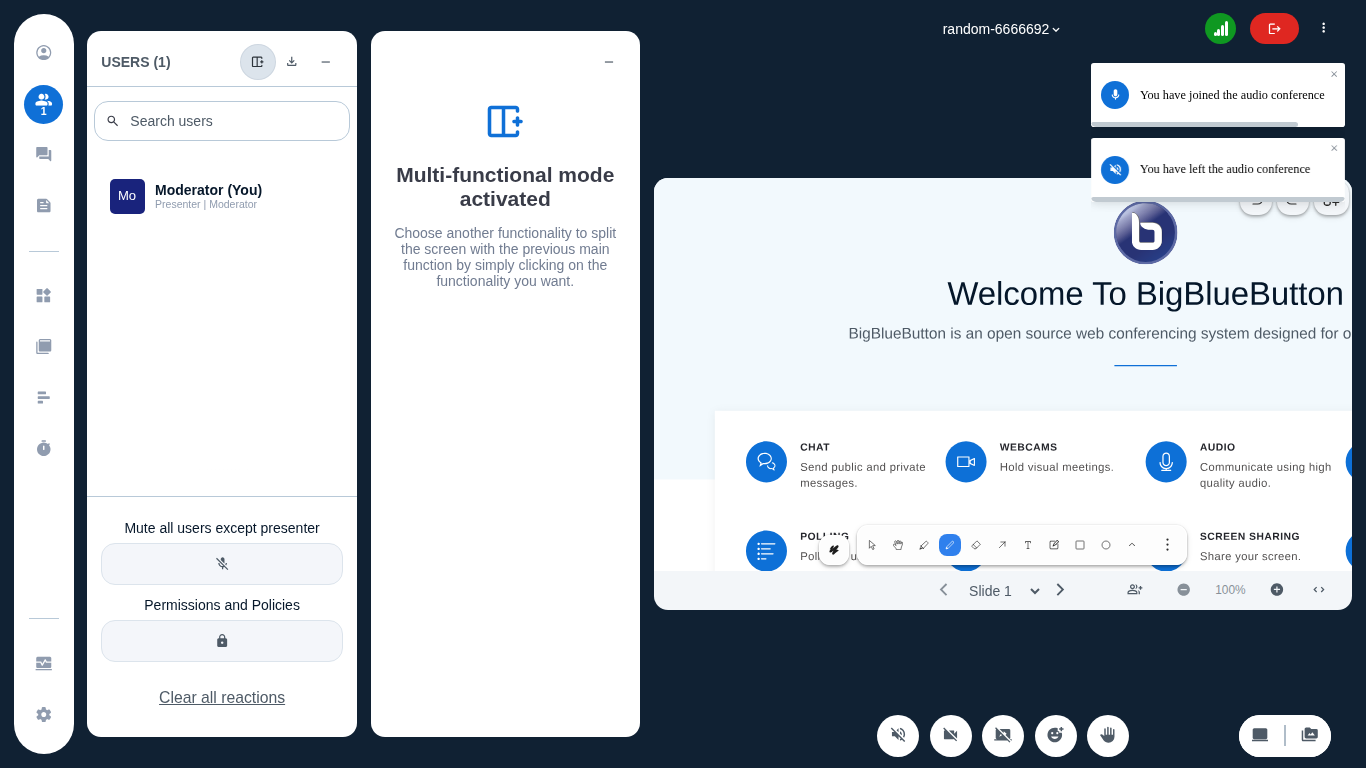 random-6666692
USERS (1)
1
Search users
Mo
Moderator (You)
Presenter | Moderator
Mute all users except presenter
Permissions and Policies
Clear all reactions
Multi-functional mode
activated
Choose another functionality to split
the screen with the previous main
function by simply clicking on the
functionality you want.
You have joined the audio conference
You have left the audio conference
Welcome To BigBlueButton
BigBlueButton is an open source web conferencing system designed for
CHAT
Send public and private
messages.
WEBCAMS
Hold visual meetings.
AUDIO
Communicate using high
quality audio.
POLLING
SCREEN SHARING
Share your screen.
Slide 1
100%